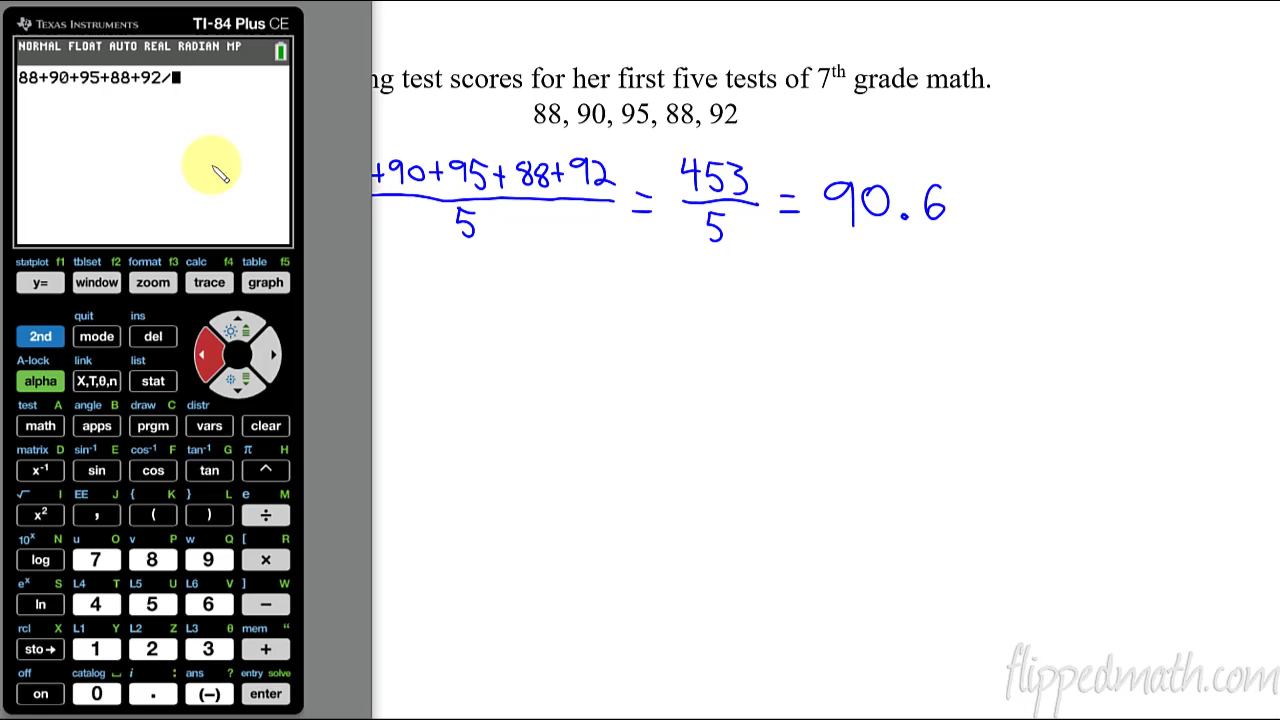 TEXAS INSTRUMENTS TI-84 Plus CE
NORMAL FLOAT AUTO REAL RADIAN MP
88+90+95+88+92/
ng test scores for her first five tests of 7th grade math.
88, 90, 95, 88, 92
+90+95+88+92 / 5 = 453 / 5 = 90.6
statplot f1 tblset f2 format f3 calc f4 table f5
y= window zoom trace graph
quit ins
2nd mode del
A-lock link list
alpha X,T,θ,n stat
test A angle B draw C distr
math apps prgm vars clear
matrix D sin⁻¹ E cos⁻¹ F tan⁻¹ G π H
x⁻¹ sin cos tan ^
√ I EE J { K } L e M
x² , ( ) ÷
10ˣ N u O v P w Q [ R
log 7 8 9 ×
eˣ S L4 T L5 U L6 V ] W
ln 4 5 6 −
rcl X L1 Y L2 Z L3 θ mem "
sto→ 1 2 3 +
off catalog ⎵ i : ans ? entry solve
on 0 . (−) enter
flippedmath.com